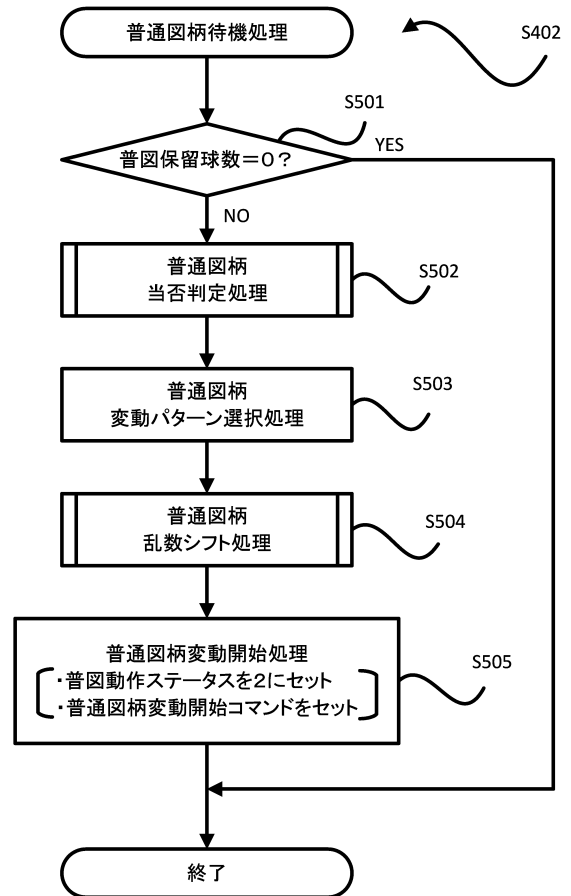 普通図柄待機処理
S402
S501
普図保留球数=0?
YES
NO
普通図柄
当否判定処理
S502
普通図柄
変動パターン選択処理
S503
普通図柄
乱数シフト処理
S504
普通図柄変動開始処理
・普図動作ステータスを2にセット
・普通図柄変動開始コマンドをセット
S505
終了